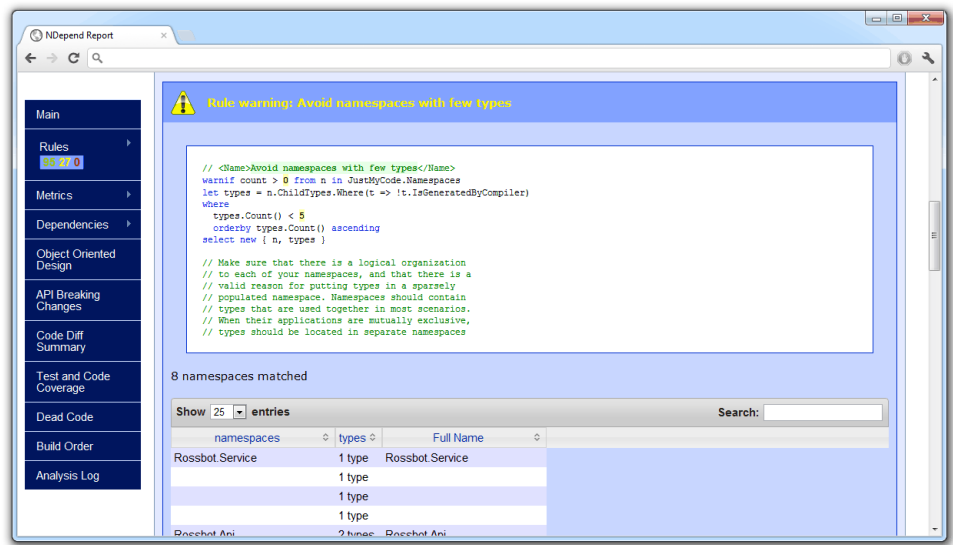 NDepend Report
Main
Rules
27 0
Metrics
Dependencies
Object Oriented
Design
API Breaking
Changes
Code Diff
Summary
Test and Code
Coverage
Dead Code
Build Order
Analysis Log
Rule warning: Avoid namespaces with few types
// <Name>Avoid namespaces with few types</Name>
warnif count > 0 from n in JustMyCode.Namespaces
let types = n.ChildTypes.Where(t => !t.IsGeneratedByCompiler)
where
types.Count() < 5
orderby types.Count() ascending
select new { n, types }
// Make sure that there is a logical organization
// to each of your namespaces, and that there is a
// valid reason for putting types in a sparsely
// populated namespace. Namespaces should contain
// types that are used together in most scenarios.
// When their applications are mutually exclusive,
// types should be located in separate namespaces
8 namespaces matched
Show 25 entries
Search:
namespaces types Full Name
Rossbot.Service 1 type Rossbot.Service
1 type
1 type
1 type
Rossbot.Api 2 types Rossbot.Api